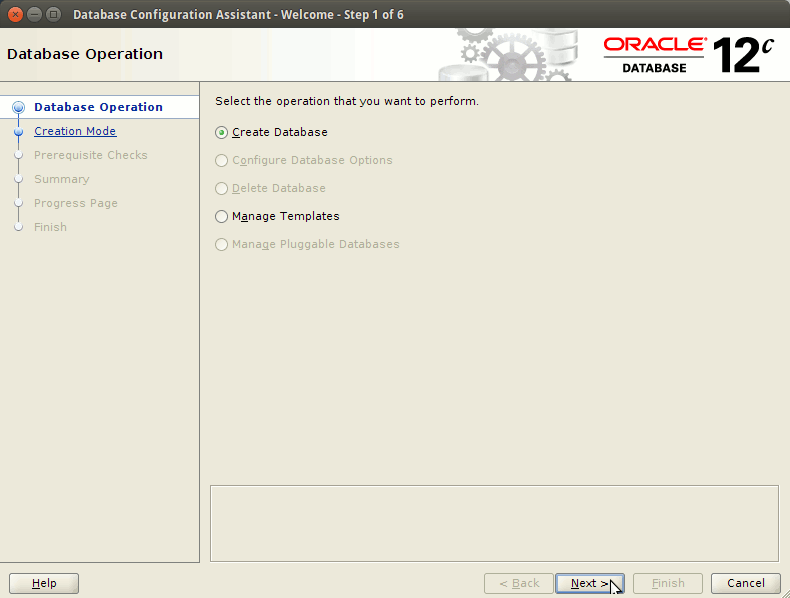 Database Configuration Assistant - Welcome - Step 1 of 6
Database Operation
ORACLE®
DATABASE
12c
Database Operation
Creation Mode
Prerequisite Checks
Summary
Progress Page
Finish
Select the operation that you want to perform.
Create Database
Configure Database Options
Delete Database
Manage Templates
Manage Pluggable Databases
Help
< Back
Next >
Finish
Cancel